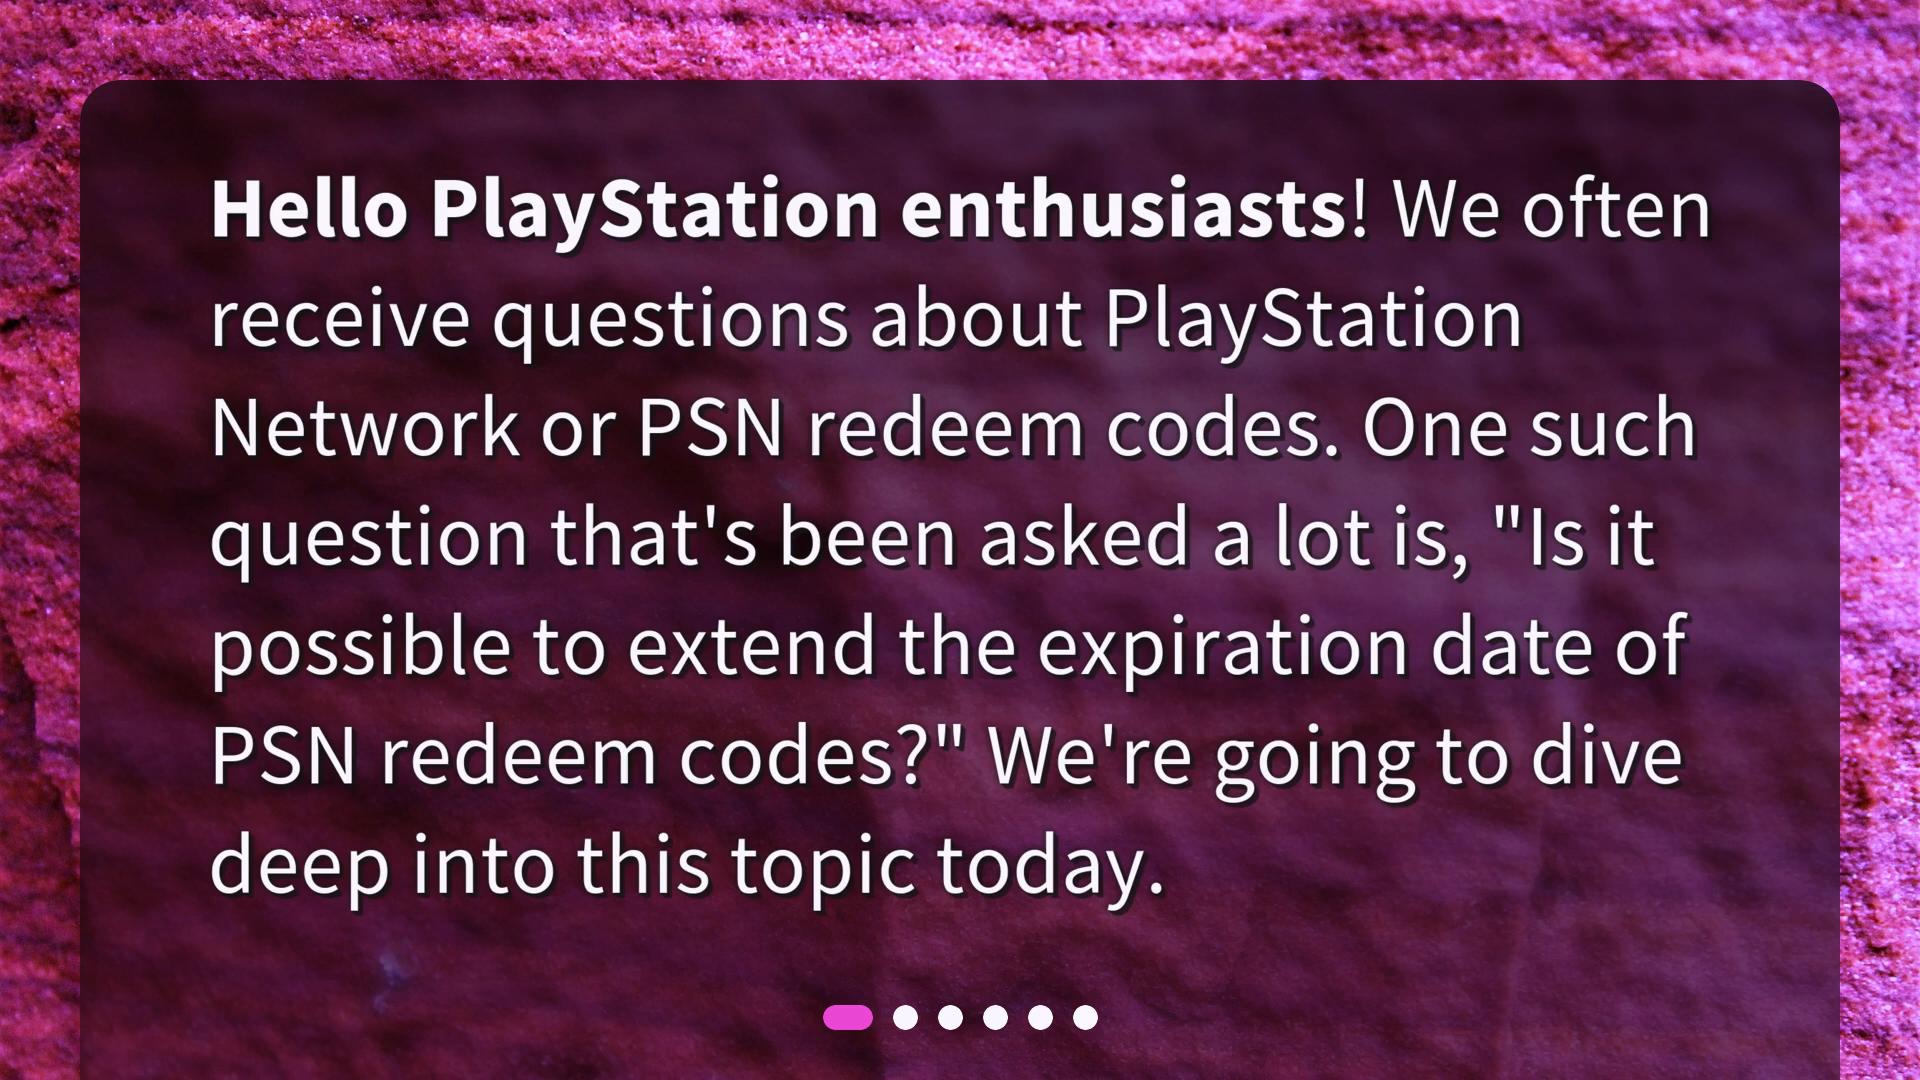 Hello PlayStation enthusiasts! We often
receive questions about PlayStation
Network or PSN redeem codes. One such
question that's been asked a lot is, "Is it
possible to extend the expiration date of
PSN redeem codes?" We're going to dive
deep into this topic today.